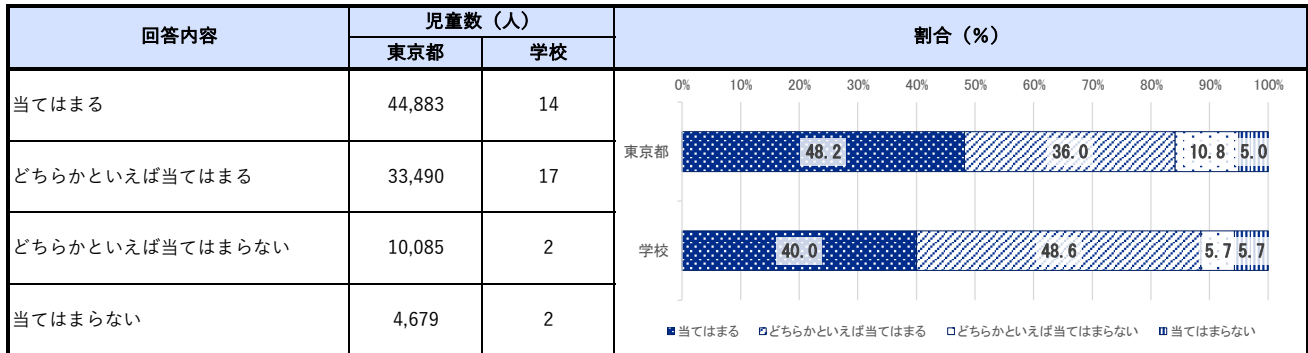 回答内容 児童数（人） 割合（%）
東京都 学校
当てはまる 44,883 14
どちらかといえば当てはまる 33,490 17
どちらかといえば当てはまらない 10,085 2
当てはまらない 4,679 2
0% 10% 20% 30% 40% 50% 60% 70% 80% 90% 100%
東京都 48.2 36.0 10.8 5.0
学校 40.0 48.6 5.7 5.7
当てはまる どちらかといえば当てはまる どちらかといえば当てはまらない 当てはまらない